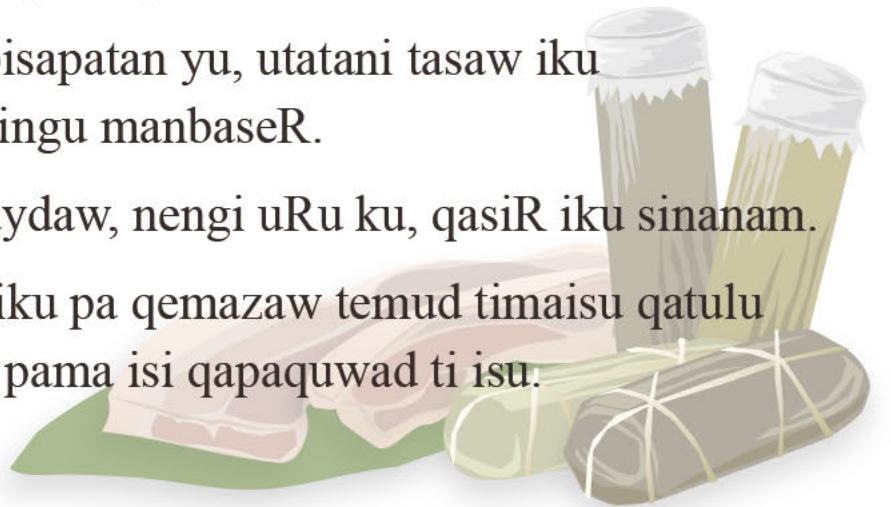 isapatan yu, utatani tasaw iku
ingu manbaseR.
ydaw, nengi uRu ku, qasiR iku sinanam.
iku pa qemazaw temud timaisu qatulu
pama isi qapaquwad ti isu.